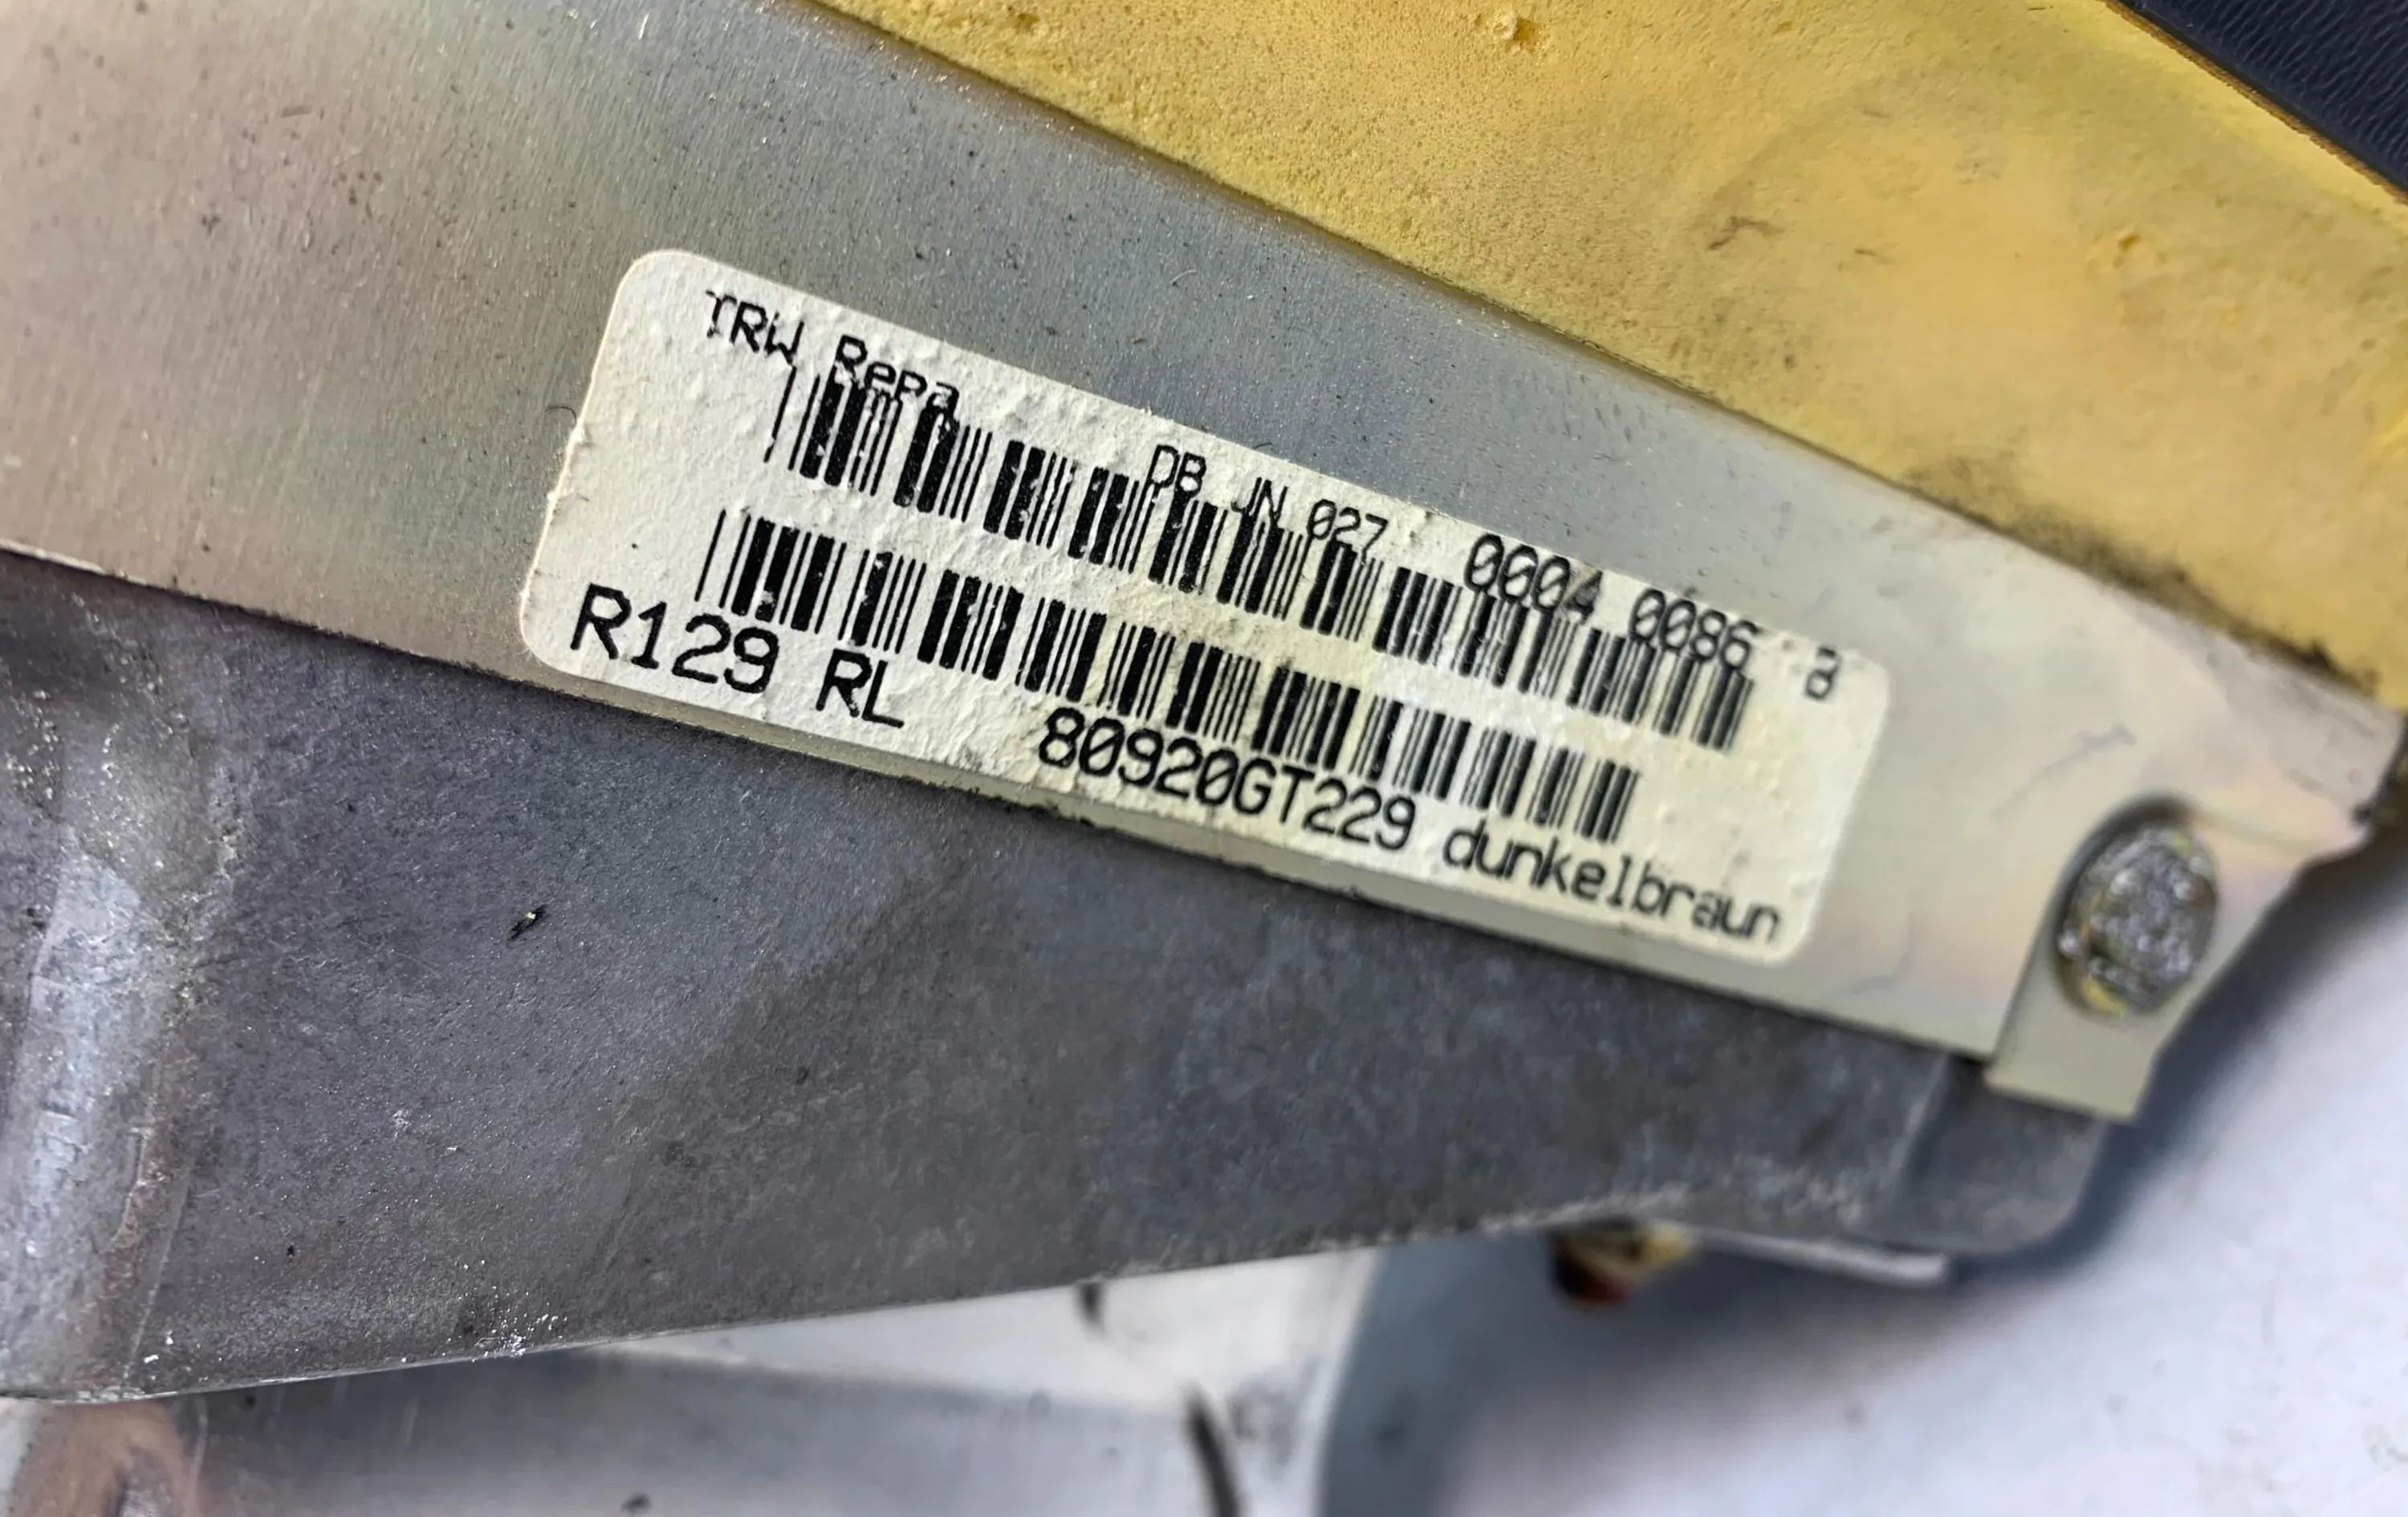 TRW Repa DB JN 027 0004 0086 B
R129 RL 80920GT229 dunkelbraun